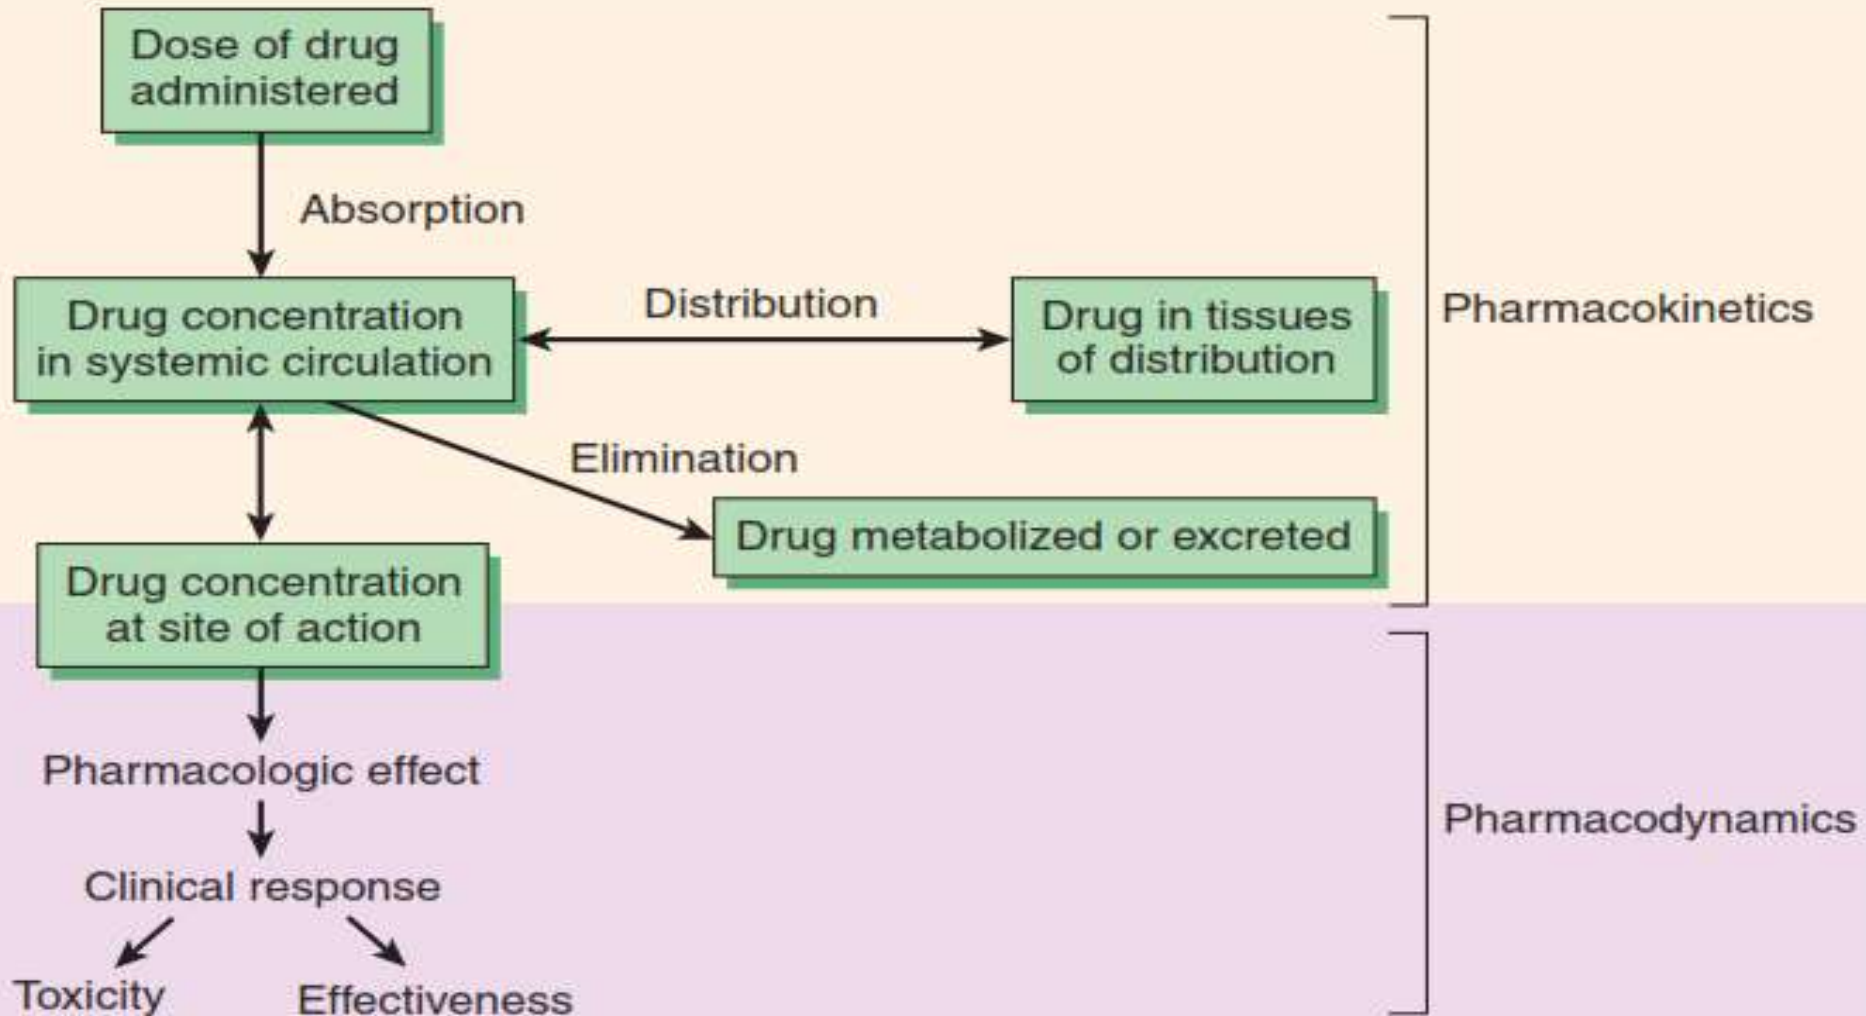 Dose of drug
administered
Absorption
Drug concentration
in systemic circulation
Distribution
Drug in tissues
of distribution
Pharmacokinetics
Elimination
Drug metabolized or excreted
Drug concentration
at site of action
Pharmacologic effect
Pharmacodynamics
Clinical response
Toxicity
Effectiveness